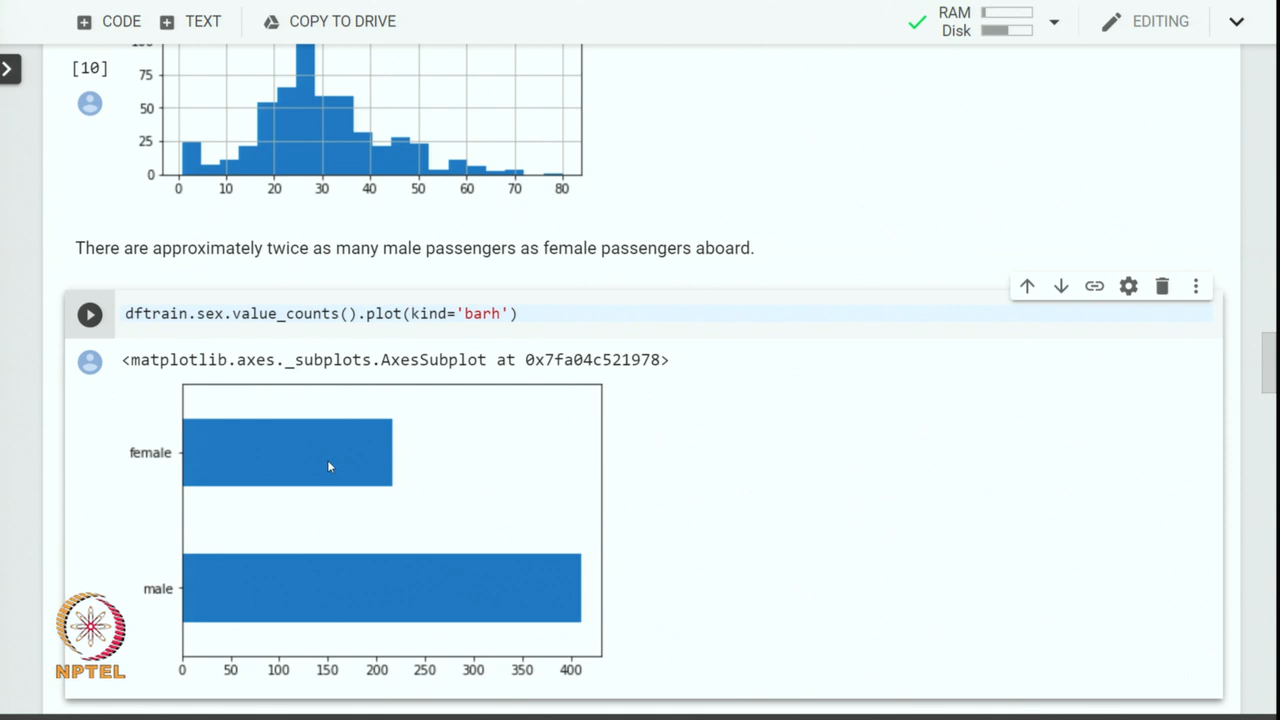 CODE TEXT COPY TO DRIVE RAM Disk EDITING
100
[10]
75
50
25
0
0 10 20 30 40 50 60 70 80
There are approximately twice as many male passengers as female passengers aboard.
dftrain.sex.value_counts().plot(kind='barh')
<matplotlib.axes._subplots.AxesSubplot at 0x7fa04c521978>
female
male
0 50 100 150 200 250 300 350 400
NPTEL